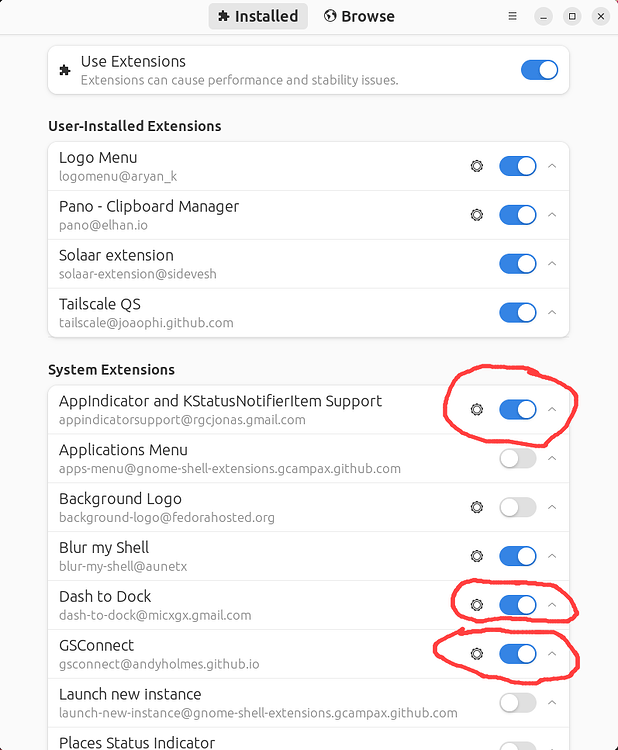 Installed
Browse
Use Extensions
Extensions can cause performance and stability issues.
User-Installed Extensions
Logo Menu
logomenu@aryan_k
Pano - Clipboard Manager
pano@elhan.io
Solaar extension
solaar-extension@sidevesh
Tailscale QS
tailscale@joaophi.github.com
System Extensions
AppIndicator and KStatusNotifierItem Support
appindicatorsupport@rgcjonas.gmail.com
Applications Menu
apps-menu@gnome-shell-extensions.gcampax.github.com
Background Logo
background-logo@fedorahosted.org
Blur my Shell
blur-my-shell@aunetx
Dash to Dock
dash-to-dock@micxgx.gmail.com
GSConnect
gsconnect@andyholmes.github.io
Launch new instance
launch-new-instance@gnome-shell-extensions.gcampax.github.com
Places Status Indicator